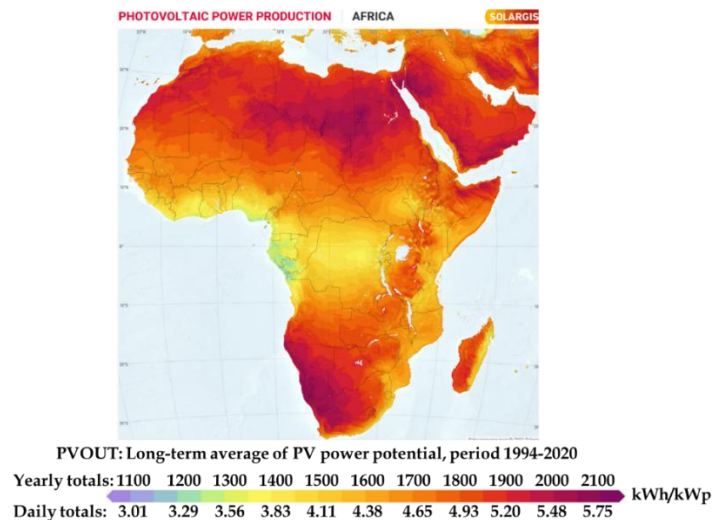 PHOTOVOLTAIC POWER PRODUCTION AFRICA SOLARGIS
PVOUT: Long-term average of PV power potential, period 1994-2020
Yearly totals: 1100 1200 1300 1400 1500 1600 1700 1800 1900 2000 2100
kWh/kWp
Daily totals: 3.01 3.29 3.56 3.83 4.11 4.38 4.65 4.93 5.20 5.48 5.75